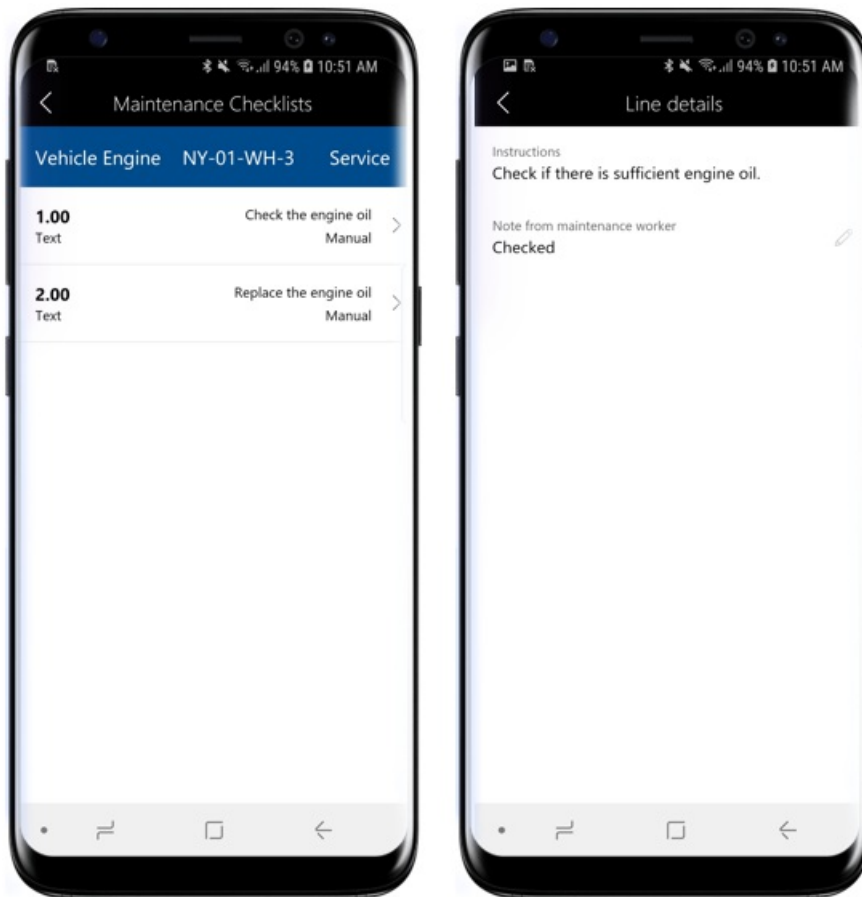 94% 10:51 AM
Maintenance Checklists
Vehicle Engine NY-01-WH-3 Service
1.00 Check the engine oil
Text Manual
2.00 Replace the engine oil
Text Manual
94% 10:51 AM
Line details
Instructions
Check if there is sufficient engine oil.
Note from maintenance worker
Checked